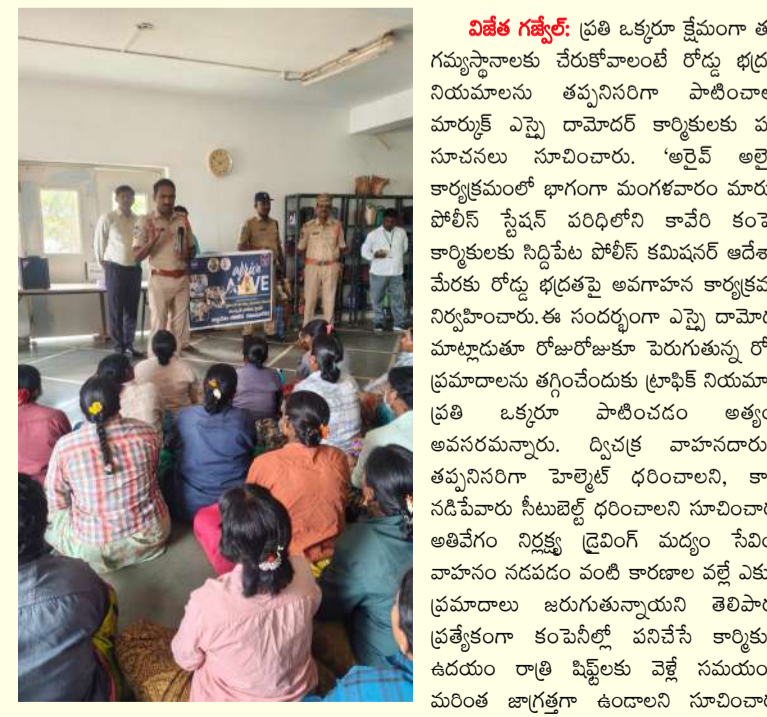 arrive
ALIVE
విజేత గజ్వేల్: ప్రతి ఒక్కరూ క్షేమంగా త
గమ్యస్థానాలకు చేరుకోవాలంటే రోడ్డు భద్ర
నియమాలను తప్పనిసరిగా పాటించాల
మార్కుక్ ఎస్సై దామోదర్ కార్మికులకు ప
సూచనలు సూచించారు. 'అరైవ్ అలై
కార్యక్రమంలో భాగంగా మంగళవారం మారు
పోలీస్ స్టేషన్ పరిధిలోని కావేరి కంపె
కార్మికులకు సిద్దిపేట పోలీస్ కమిషనర్ ఆదేశా
మేరకు రోడ్డు భద్రతపై అవగాహన కార్యక్రమ
నిర్వహించారు.ఈ సందర్భంగా ఎస్సై దామోద
మాట్లాడుతూ రోజురోజుకూ పెరుగుతున్న రో
ప్రమాదాలను తగ్గించేందుకు ట్రాఫిక్ నియమా
ప్రతి ఒక్కరూ పాటించడం అత్యం
అవసరమన్నారు. ద్విచక్ర వాహనదారు
తప్పనిసరిగా హెల్మెట్ ధరించాలని, కా
నడిపేవారు సీటుబెల్ట్ ధరించాలని సూచించార
అతివేగం నిర్లక్ష్య డ్రైవింగ్ మద్యం సేవిం
వాహనం నడపడం వంటి కారణాల వల్లే ఎకు
ప్రమాదాలు జరుగుతున్నాయని తెలిపార
ప్రత్యేకంగా కంపెనీల్లో పనిచేసే కార్మికు
ఉదయం రాత్రి షిఫ్ట్‌లకు వెళ్లే సమయం
మరింత జాగ్రత్తగా ఉండాలని సూచించార